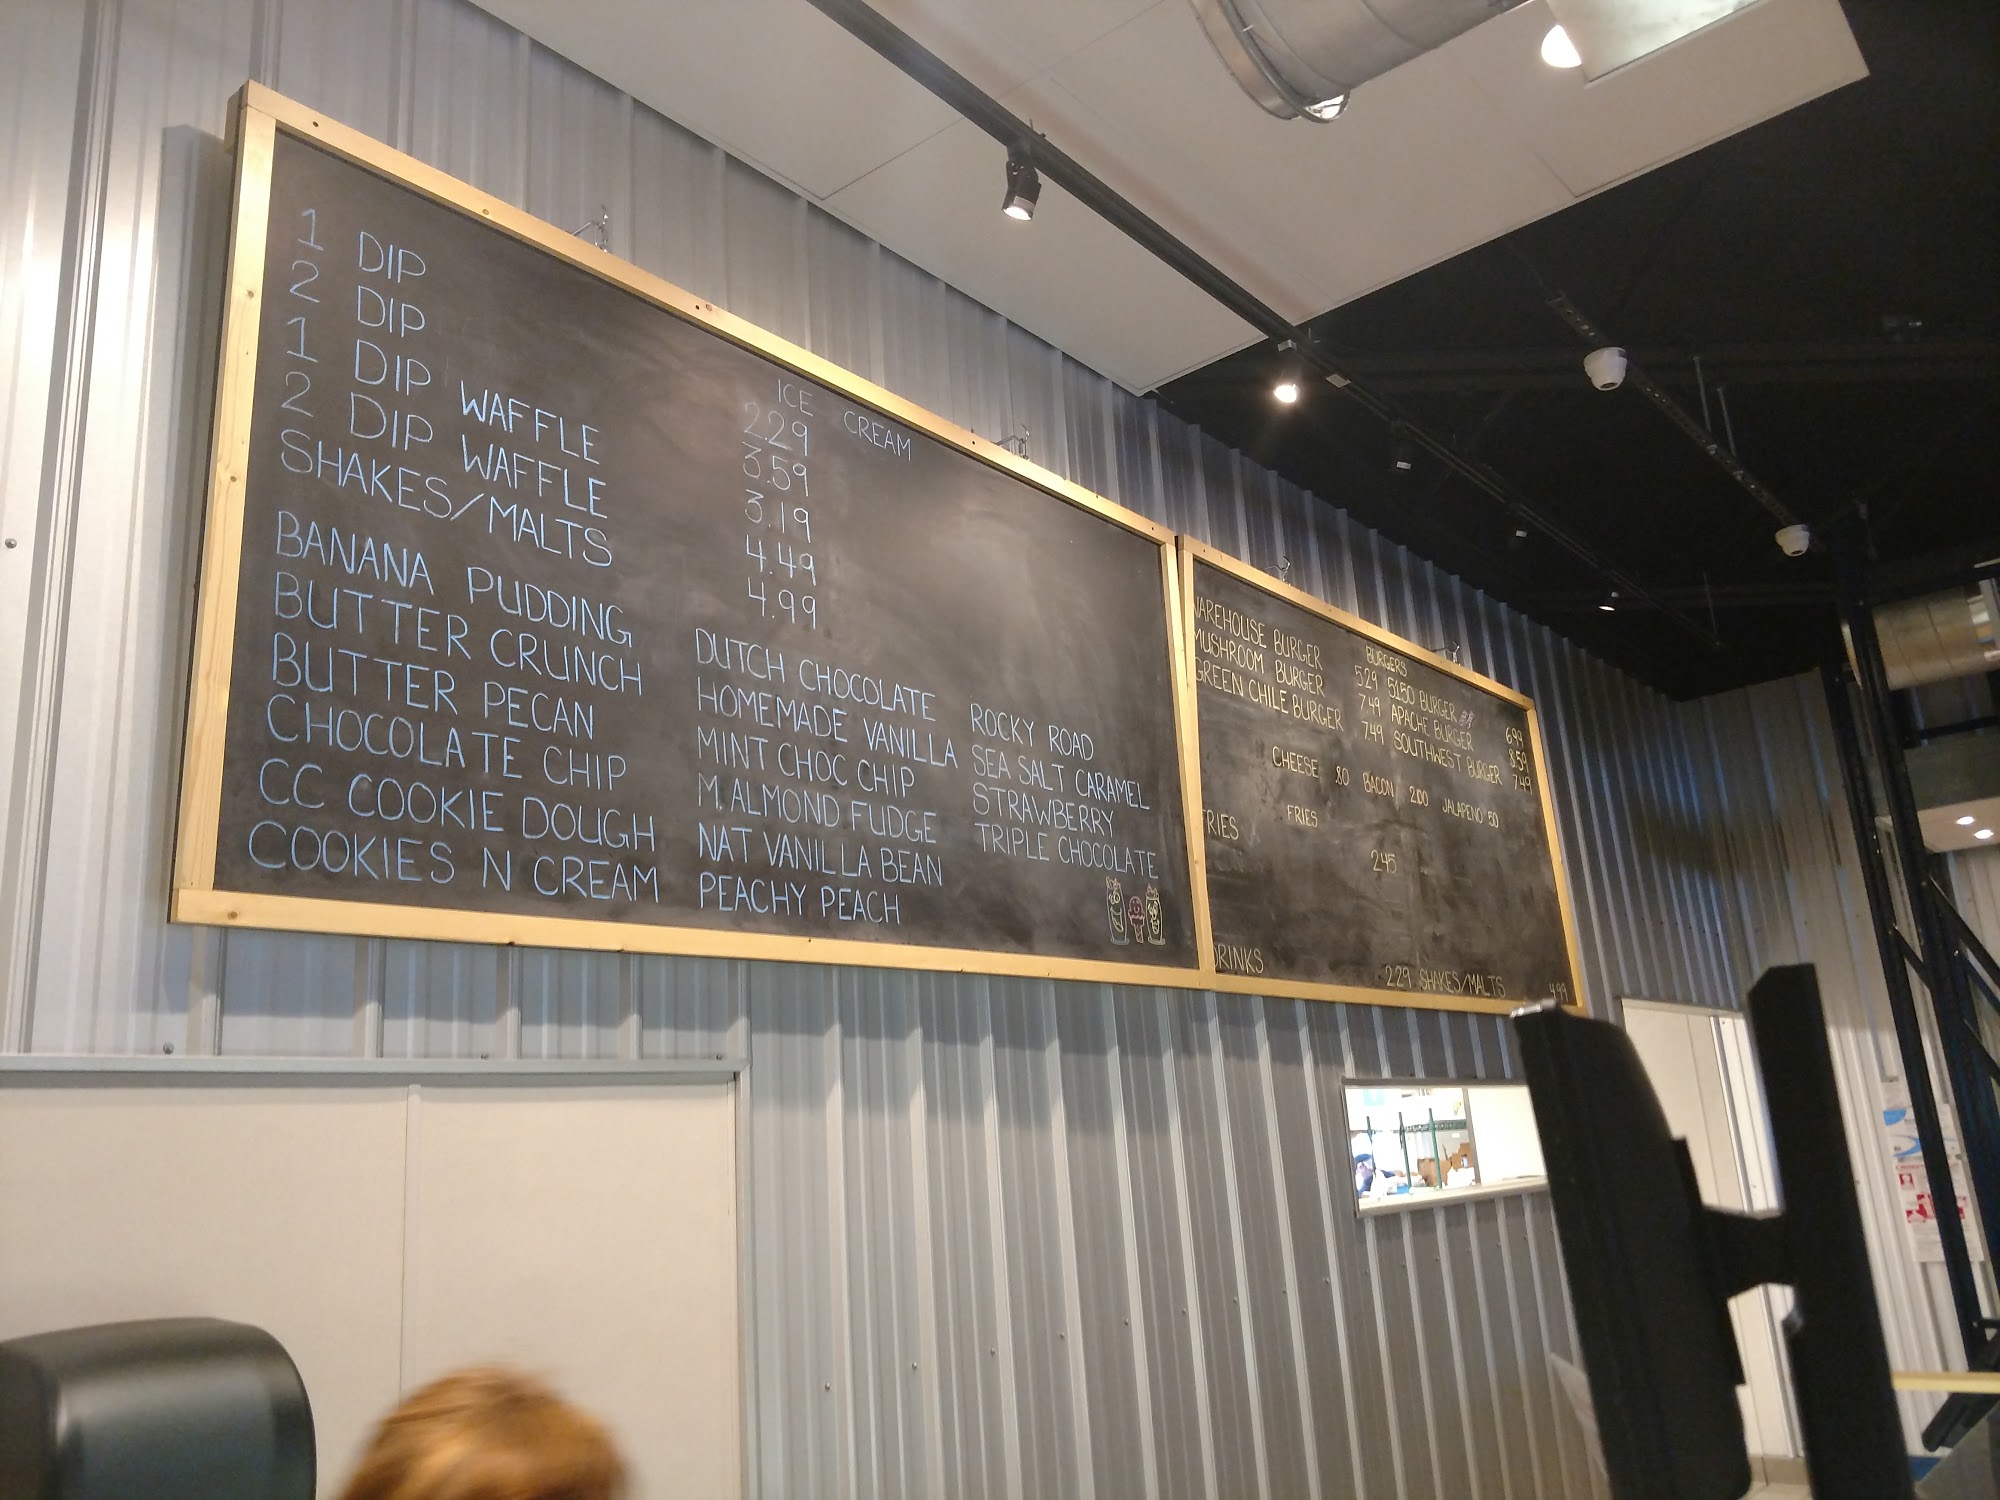 ICE CREAM
1 DIP 2.29
2 DIP 3.59
1 DIP WAFFLE 3.19
2 DIP WAFFLE 4.49
SHAKES/MALTS 4.99
BANANA PUDDING
BUTTER CRUNCH
BUTTER PECAN
CHOCOLATE CHIP
CC COOKIE DOUGH
COOKIES N CREAM
DUTCH CHOCOLATE
HOMEMADE VANILLA
MINT CHOC CHIP
M. ALMOND FUDGE
NAT VANILLA BEAN
PEACHY PEACH
ROCKY ROAD
SEA SALT CARAMEL
STRAWBERRY
TRIPLE CHOCOLATE
BURGERS
WAREHOUSE BURGER 5.29 5150 BURGER 6.99
MUSHROOM BURGER 7.49 APACHE BURGER 8.59
GREEN CHILE BURGER 7.49 SOUTHWEST BURGER 7.49
CHEESE .80 BACON 2.00 JALAPENO .50
FRIES
FRIES 2.45
DRINKS 2.29 SHAKES/MALTS 4.99